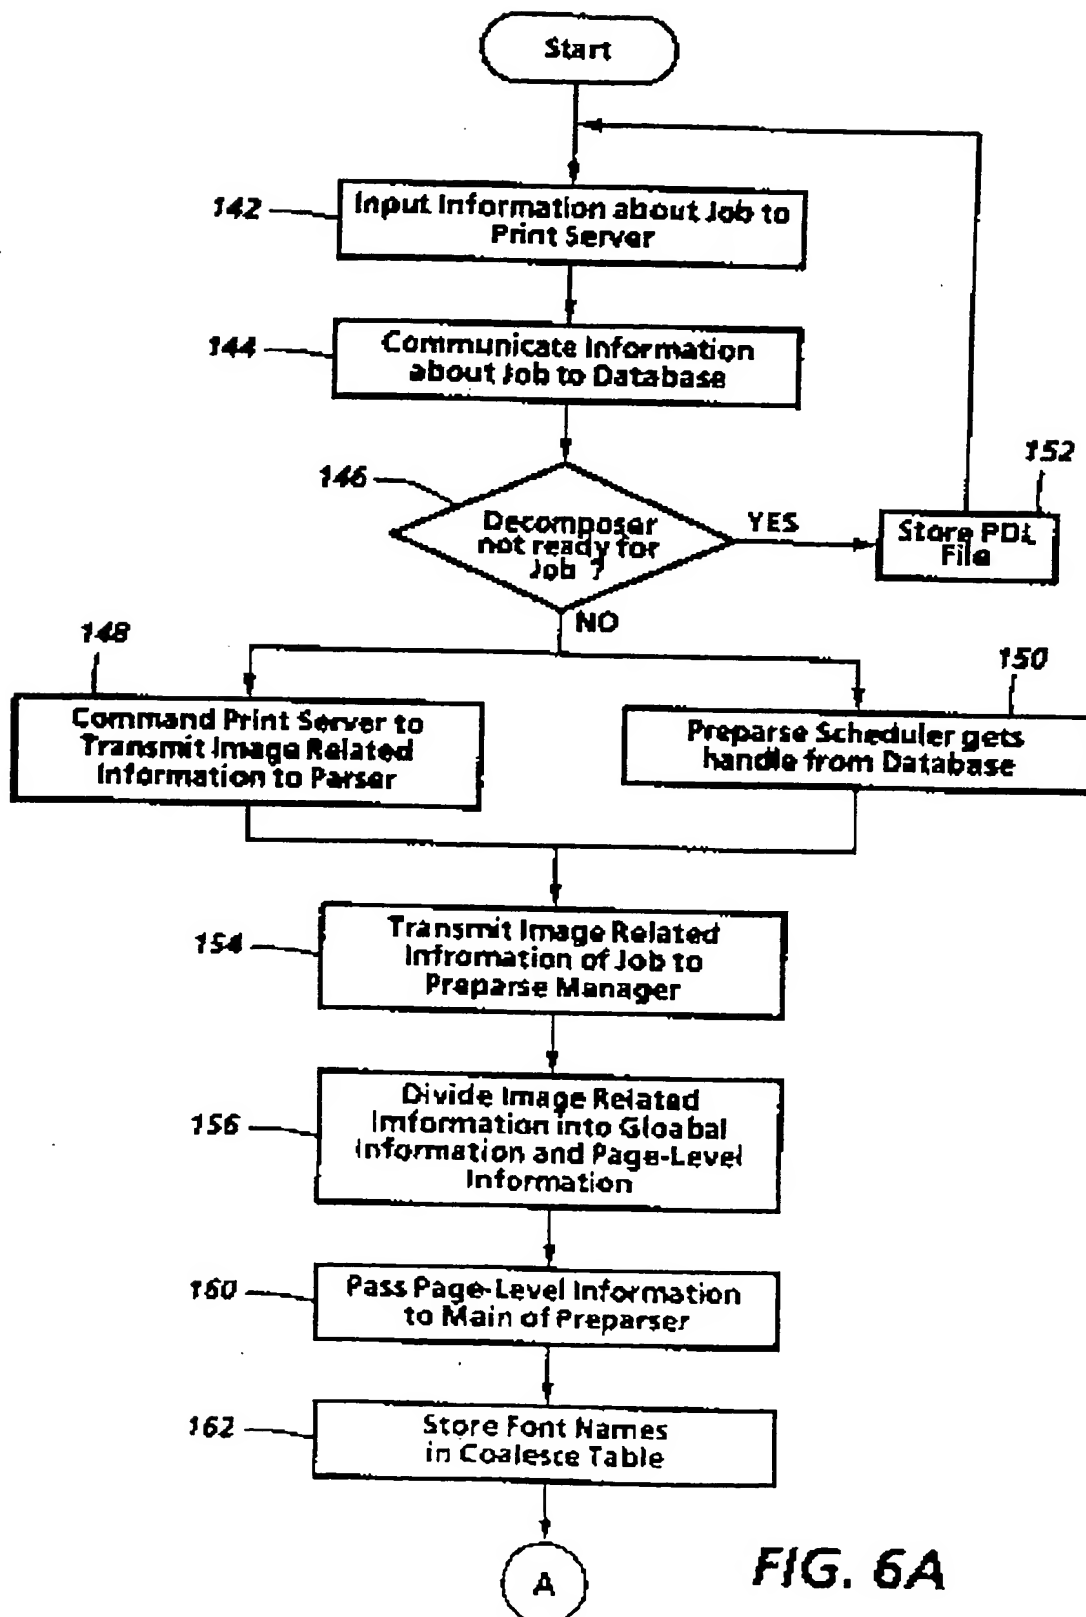 Start
142
Input Information about Job to
Print Server
144
Communicate Information
about Job to Database
146
Decomposer
not ready for
Job ?
YES
152
Store PDL
File
NO
148
Command Print Server to
Transmit Image Related
Information to Parser
150
Preparse Scheduler gets
handle from Database
154
Transmit Image Related
Infromation of Job to
Preparse Manager
156
Divide Image Related
Imformation into Gloabal
Information and Page-Level
Information
160
Pass Page-Level Information
to Main of Preparser
162
Store Font Names
in Coalesce Table
A
FIG. 6A